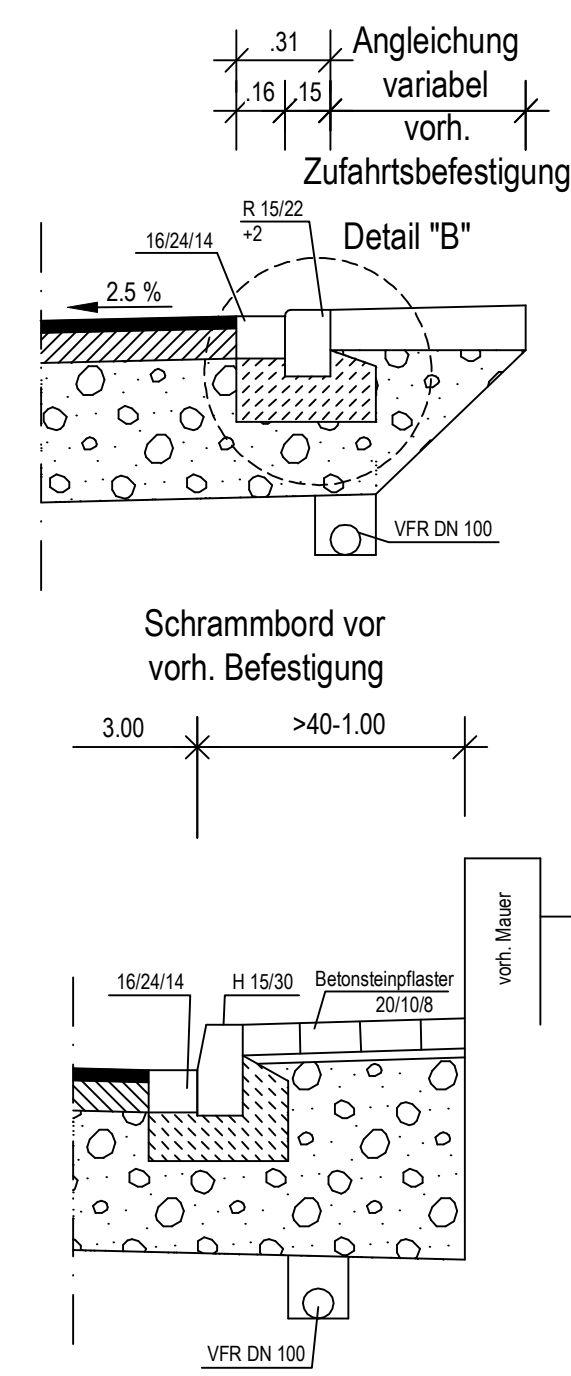 .31
.16
.15
Angleichung
variabel
vorh.
Zufahrtsbefestigung
R 15/22
+2
16/24/14
Detail "B"
2.5 %
VFR DN 100
Schrammbord vor
vorh. Befestigung
3.00
>40-1.00
vorh. Mauer
16/24/14
H 15/30
Betonsteinpflaster
20/10/8
VFR DN 100